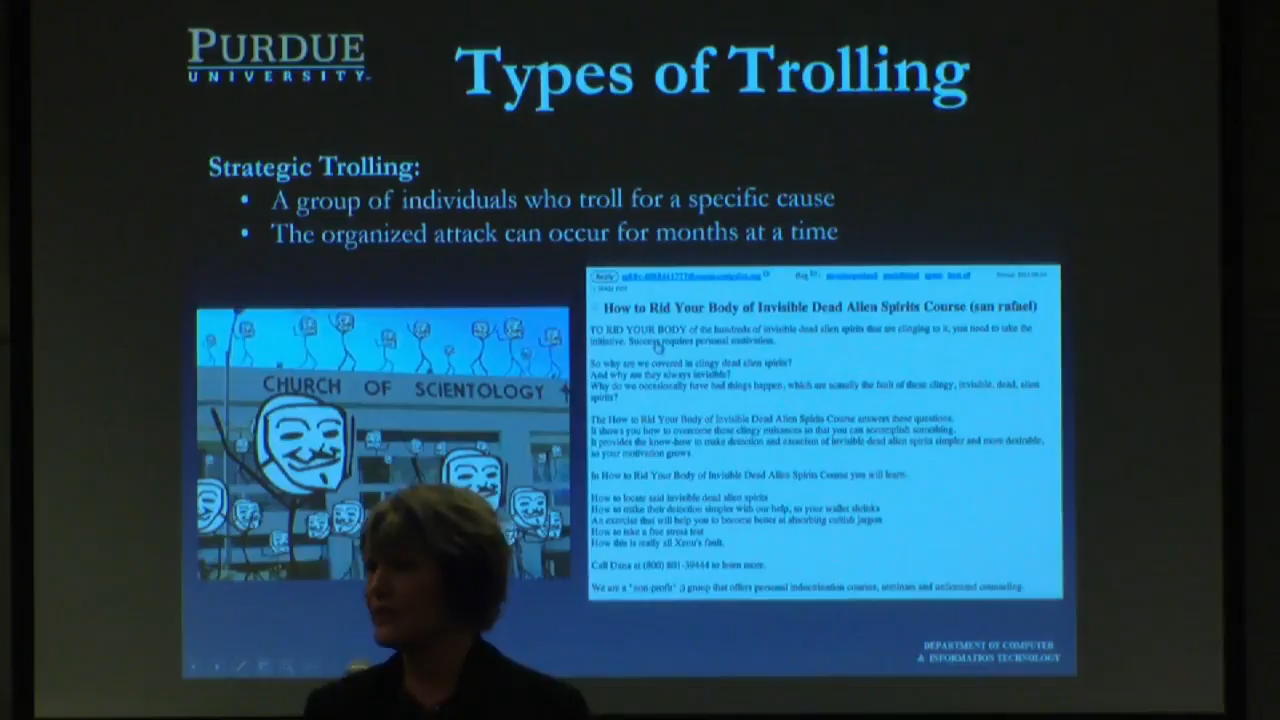 PURDUE
UNIVERSITY
Types of Trolling
Strategic Trolling:
• A group of individuals who troll for a specific cause
• The organized attack can occur for months at a time
CHURCH OF SCIENTOLOGY
Reply
How to Rid Your Body of Invisible Dead Alien Spirits Course (san rafael)
TO RID YOUR BODY of the hundreds of invisible dead alien spirits that are clinging to it, you need to take the
initiative. Success requires personal motivation.
So why are we covered in clingy dead alien spirits?
And why are they always invisible?
Why do we occasionally have bad things happen, which are actually the fault of these clingy, invisible, dead, alien
spirits?
The How to Rid Your Body of Invisible Dead Alien Spirits Course answers these questions.
It shows you how to overcome these clingy nuisances so that you can accomplish something.
It provides the know-how to make detection and exorcism of invisible dead alien spirits simpler and more desirable,
so your motivation grows.
In How to Rid Your Body of Invisible Dead Alien Spirits Course you will learn:
How to locate said invisible dead alien spirits
How to make their detection simpler with our help, so your wallet shrinks
An exercise that will help you to become better at absorbing cultish jargon
How to take a free stress test
How this is really all Xenu's fault.
Call Dana at (800) 801- to learn more.
We are a "non-profit" group that offers personal indoctrination courses, seminars and counseling.
DEPARTMENT OF COMPUTER
& INFORMATION TECHNOLOGY